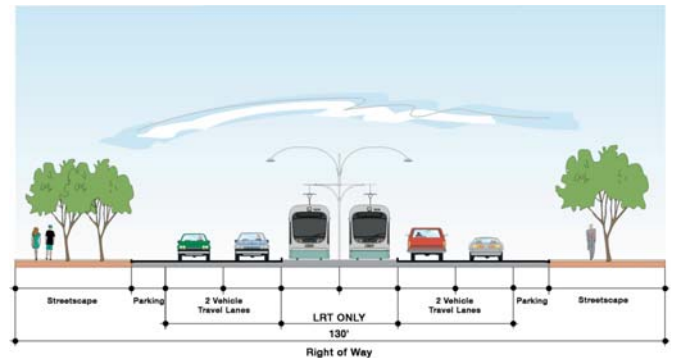 Streetscape
Parking
2 Vehicle
Travel Lanes
LRT ONLY
2 Vehicle
Travel Lanes
Parking
Streetscape
130'
Right of Way